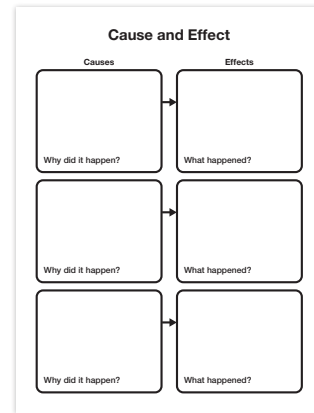 Cause and Effect
Causes Effects
Why did it happen? What happened?
Why did it happen? What happened?
Why did it happen? What happened?